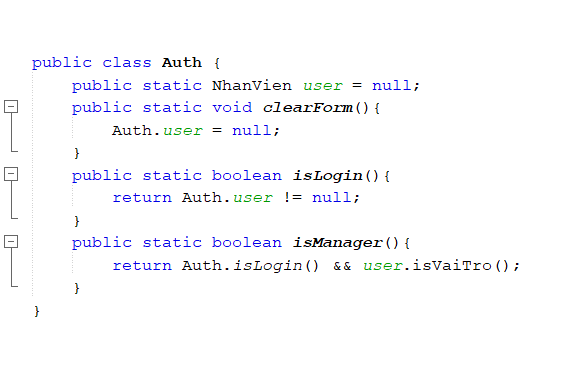 public class Auth {
public static NhanVien user = null;
public static void clearForm(){
Auth.user = null;
}
public static boolean isLogin(){
return Auth.user != null;
}
public static boolean isManager(){
return Auth.isLogin() && user.isVaiTro();
}
}